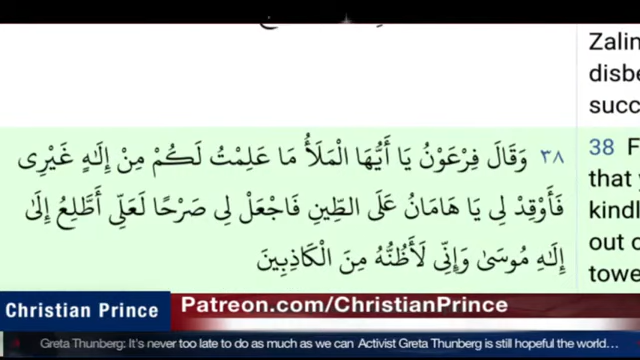 Zalin
disbe
succ
٣٨ وَقَالَ فِرْعَوْنُ يَا أَيُّهَا الْمَلَأُ مَا عَلِمْتُ لَكُمْ مِنْ إِلَـٰهٍ غَيْرِى
فَأَوْقِدْ لِى يَا هَامَانُ عَلَى الطِّينِ فَاجْعَلْ لِى صَرْحًا لَعَلِّى أَطَّلِعُ إِلَىٰ
إِلَـٰهِ مُوسَىٰ وَإِنِّى لَأَظُنُّهُ مِنَ الْكَاذِبِينَ
38 F
that y
kindl
out o
towe
Christian Prince
Patreon.com/ChristianPrince
Greta Thunberg: It's never too late to do as much as we can Activist Greta Thunberg is still hopeful the world…